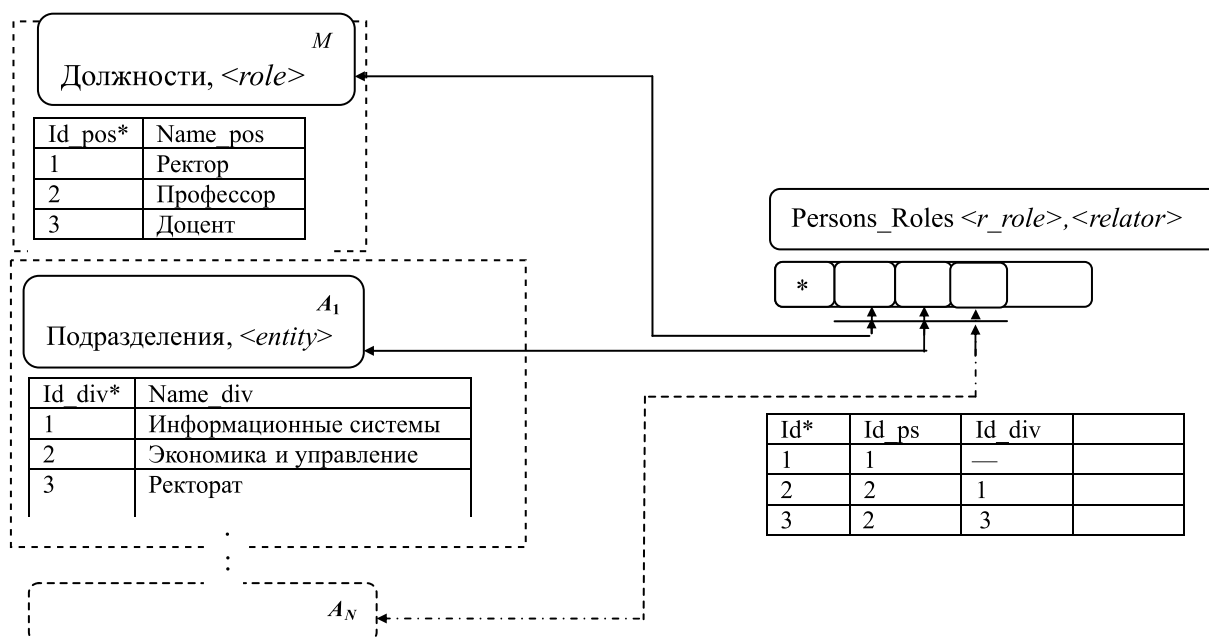 M
Должности, <role>
Id_pos* Name_pos
1 Ректор
2 Профессор
3 Доцент
Persons_Roles <r_role>,<relator>
*
A1
Подразделения, <entity>
Id_div* Name_div
1 Информационные системы
2 Экономика и управление
3 Ректорат
Id* Id_ps Id_div
1 1 —
2 2 1
3 2 3
AN